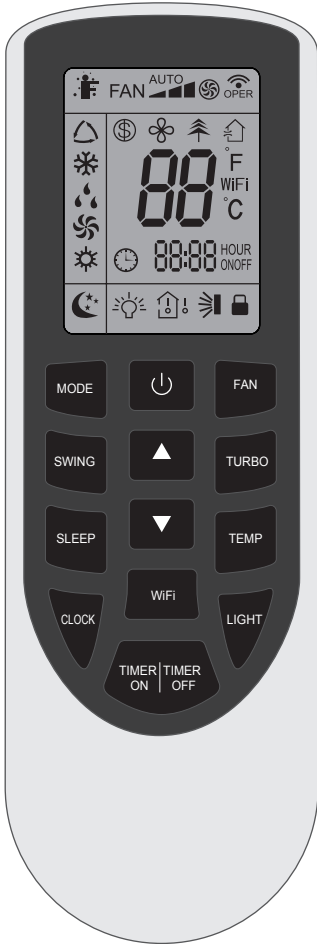 AUTO
FAN
OPER
88
°F
WiFi
°C
88:88 HOUR
ONOFF
MODE
FAN
SWING
TURBO
SLEEP
TEMP
WiFi
CLOCK
LIGHT
TIMER ON
TIMER OFF